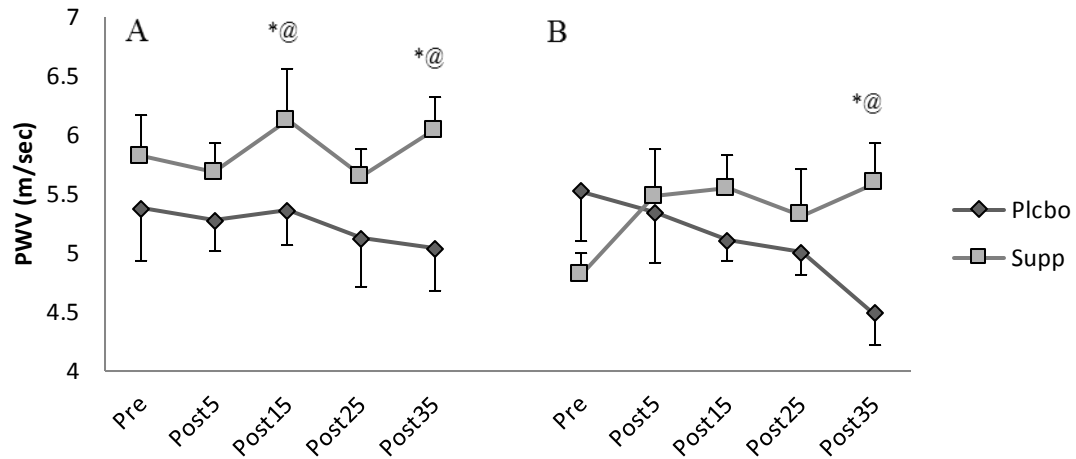 A
B
*@
*@
*@
7
6.5
6
5.5
5
4.5
4
PWV (m/sec)
Pre
Post5
Post15
Post25
Post35
Pre
Post5
Post15
Post25
Post35
Plcbo
Supp